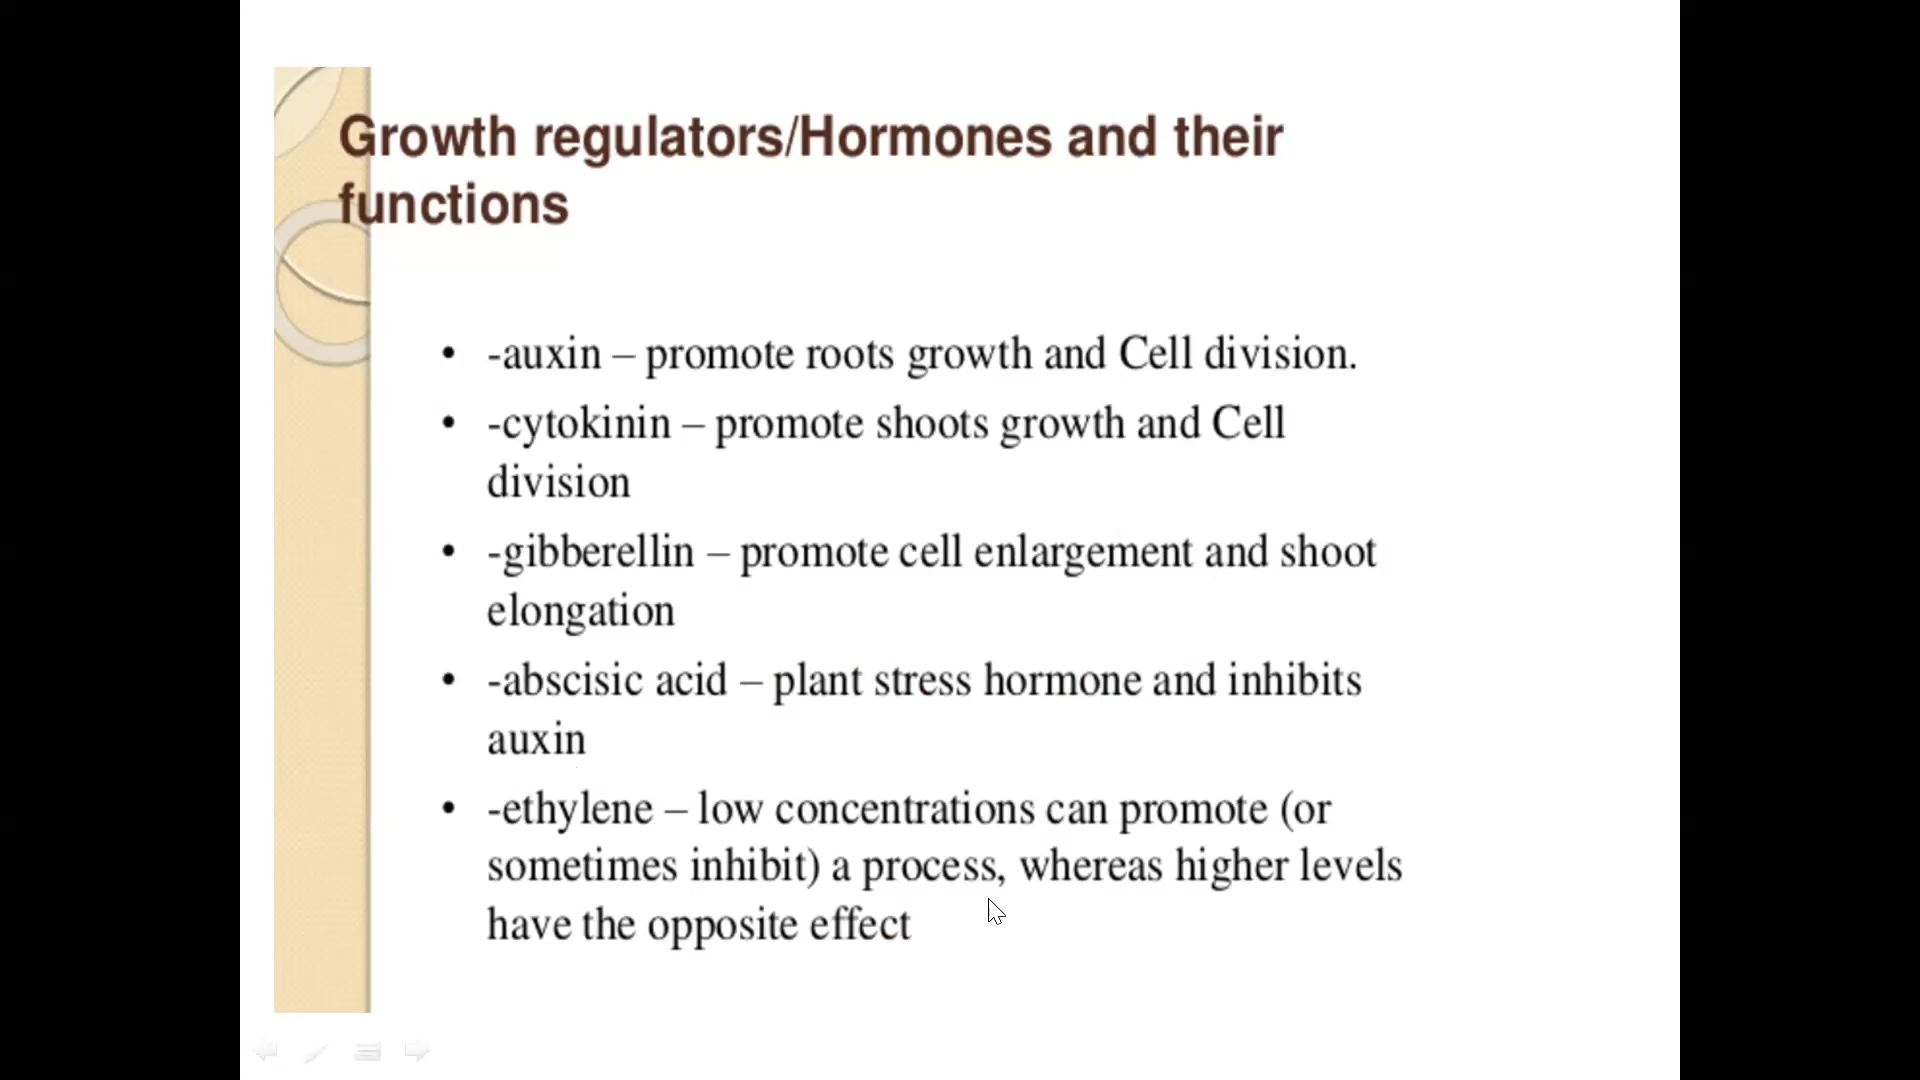 Growth regulators/Hormones and their
functions
• -auxin – promote roots growth and Cell division.
• -cytokinin – promote shoots growth and Cell
division
• -gibberellin – promote cell enlargement and shoot
elongation
• -abscisic acid – plant stress hormone and inhibits
auxin
• -ethylene – low concentrations can promote (or
sometimes inhibit) a process, whereas higher levels
have the opposite effect